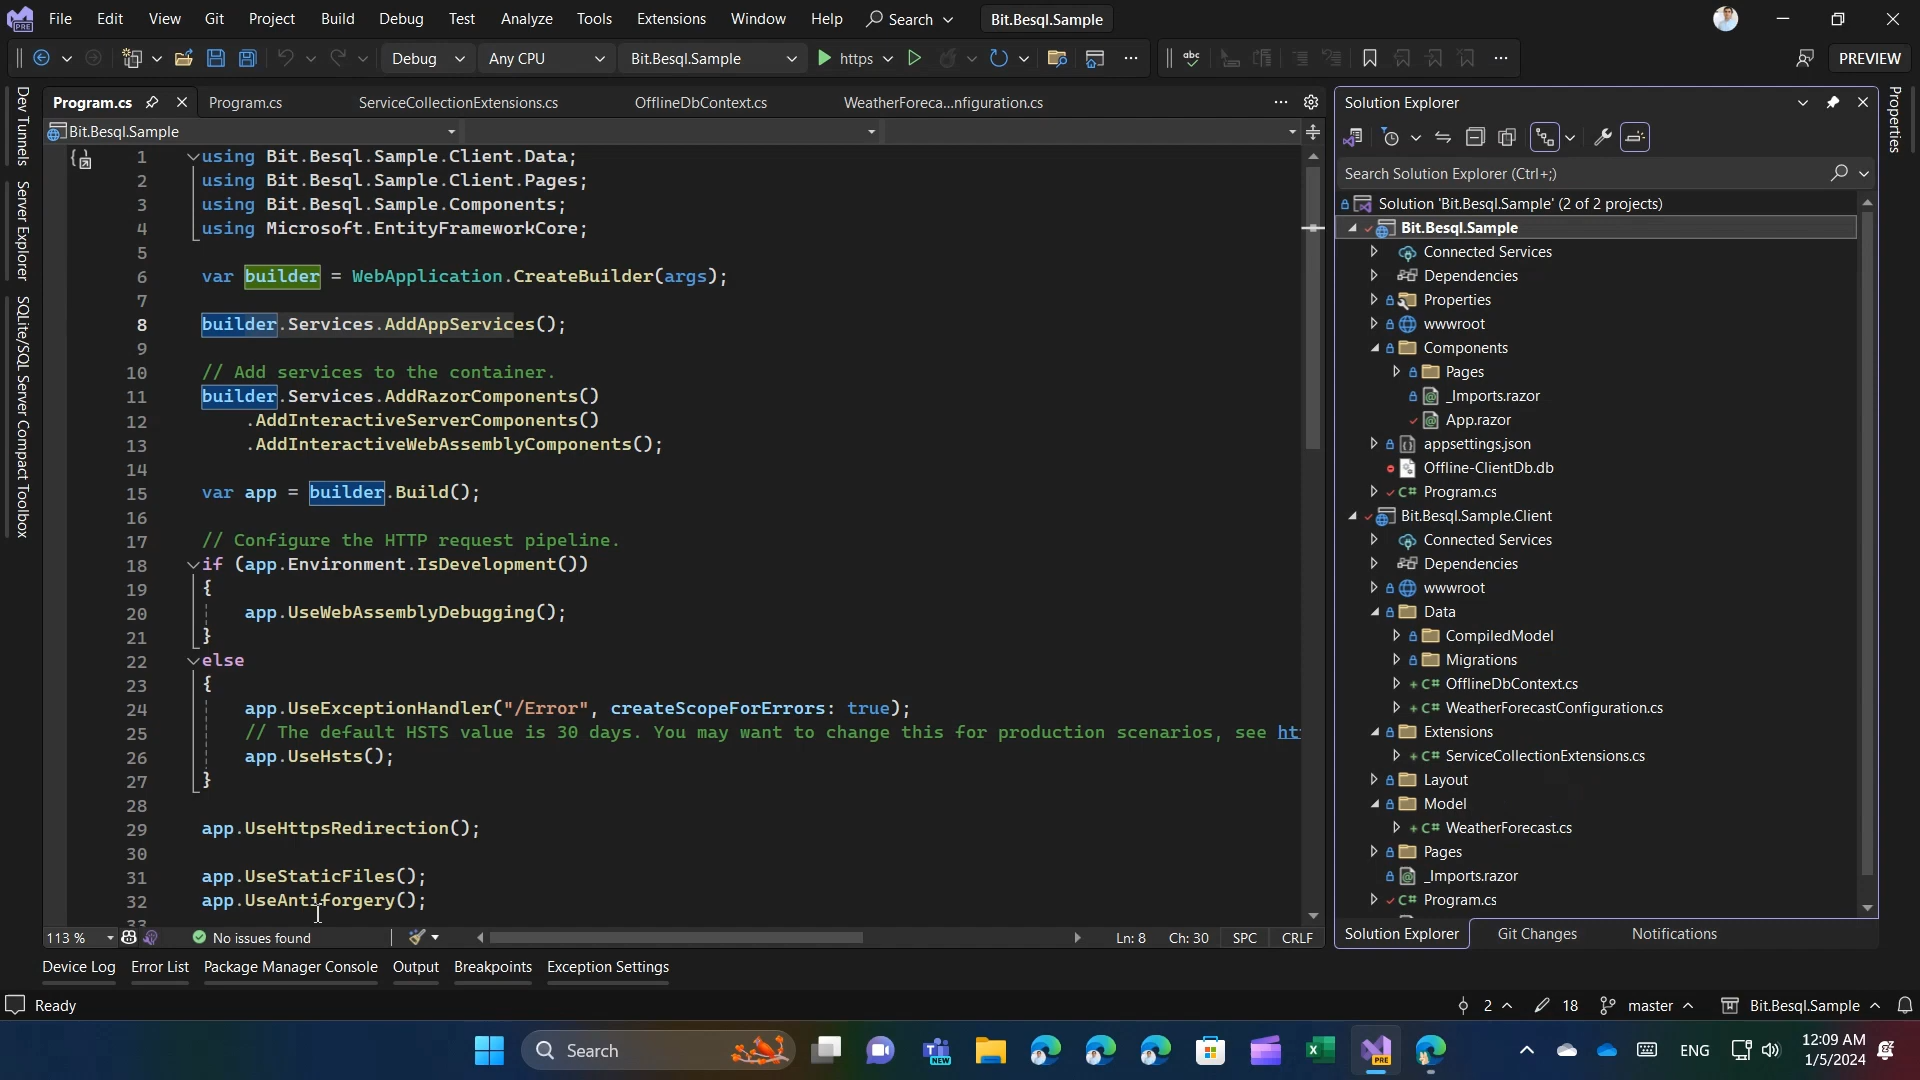 File Edit View Git Project Build Debug Test Analyze Tools Extensions Window Help Search Bit.Besql.Sample
Debug Any CPU Bit.Besql.Sample https abc PREVIEW
Program.cs Program.cs ServiceCollectionExtensions.cs OfflineDbContext.cs WeatherForeca...nfiguration.cs
Bit.Besql.Sample
Dev Tunnels
Server Explorer
SQLite/SQL Server Compact Toolbox
1 using Bit.Besql.Sample.Client.Data;
2 using Bit.Besql.Sample.Client.Pages;
3 using Bit.Besql.Sample.Components;
4 using Microsoft.EntityFrameworkCore;
5
6 var builder = WebApplication.CreateBuilder(args);
7
8 builder.Services.AddAppServices();
9
10 // Add services to the container.
11 builder.Services.AddRazorComponents()
12 .AddInteractiveServerComponents()
13 .AddInteractiveWebAssemblyComponents();
14
15 var app = builder.Build();
16
17 // Configure the HTTP request pipeline.
18 if (app.Environment.IsDevelopment())
19 {
20 app.UseWebAssemblyDebugging();
21 }
22 else
23 {
24 app.UseExceptionHandler("/Error", createScopeForErrors: true);
25 // The default HSTS value is 30 days. You may want to change this for production scenarios, see ht
26 app.UseHsts();
27 }
28
29 app.UseHttpsRedirection();
30
31 app.UseStaticFiles();
32 app.UseAntiforgery();
33
113 % No issues found Ln: 8 Ch: 30 SPC CRLF
Solution Explorer
Search Solution Explorer (Ctrl+;)
Solution 'Bit.Besql.Sample' (2 of 2 projects)
Bit.Besql.Sample
Connected Services
Dependencies
Properties
wwwroot
Components
Pages
_Imports.razor
App.razor
appsettings.json
Offline-ClientDb.db
C# Program.cs
Bit.Besql.Sample.Client
Connected Services
Dependencies
wwwroot
Data
CompiledModel
Migrations
C# OfflineDbContext.cs
C# WeatherForecastConfiguration.cs
Extensions
C# ServiceCollectionExtensions.cs
Layout
Model
C# WeatherForecast.cs
Pages
_Imports.razor
C# Program.cs
Solution Explorer Git Changes Notifications
Properties
Device Log Error List Package Manager Console Output Breakpoints Exception Settings
Ready 2 18 master Bit.Besql.Sample
Search ENG 12:09 AM
1/5/2024